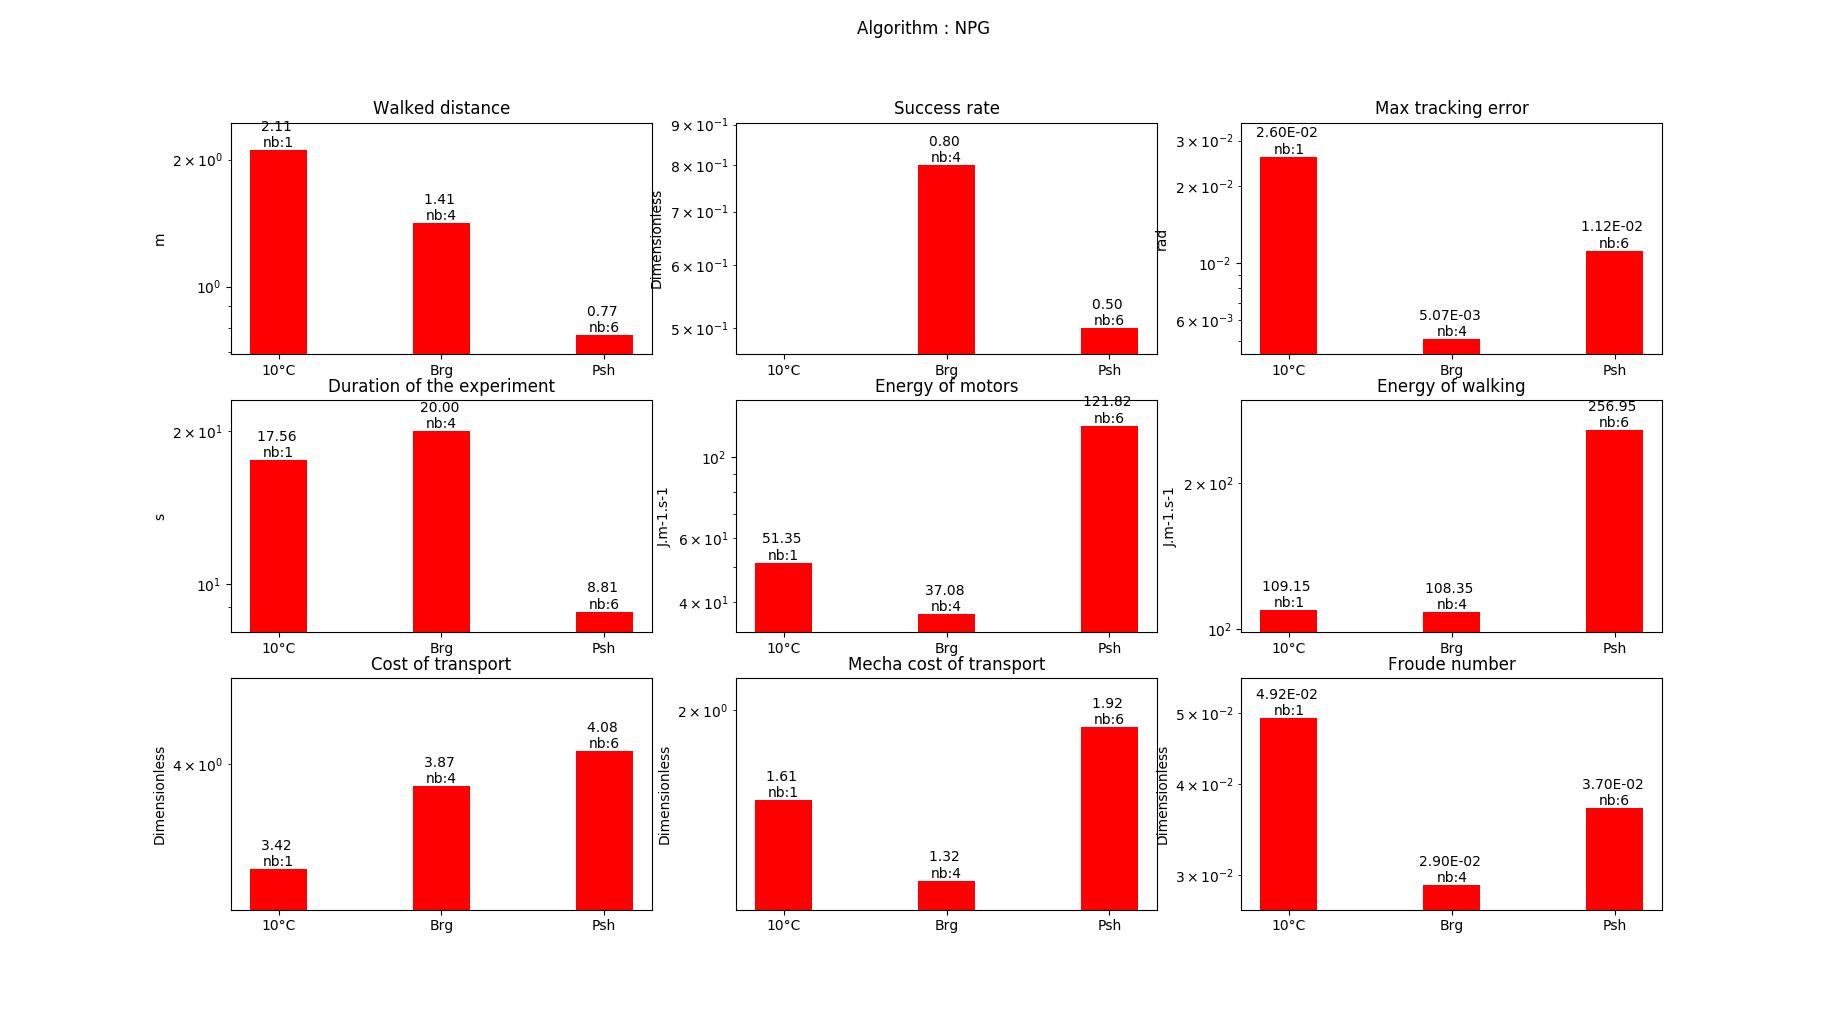 Algorithm : NPG
Walked distance
2.11
nb:1
1.41
nb:4
0.77
nb:6
2 × 10⁰
10⁰
m
10°C Brg Psh
Success rate
0.80
nb:4
0.50
nb:6
9 × 10⁻¹
8 × 10⁻¹
7 × 10⁻¹
6 × 10⁻¹
5 × 10⁻¹
Dimensionless
10°C Brg Psh
Max tracking error
2.60E-02
nb:1
5.07E-03
nb:4
1.12E-02
nb:6
3 × 10⁻²
2 × 10⁻²
10⁻²
6 × 10⁻³
rad
10°C Brg Psh
Duration of the experiment
17.56
nb:1
20.00
nb:4
8.81
nb:6
2 × 10¹
10¹
s
10°C Brg Psh
Energy of motors
51.35
nb:1
37.08
nb:4
121.82
nb:6
10²
6 × 10¹
4 × 10¹
J.m-1.s-1
10°C Brg Psh
Energy of walking
109.15
nb:1
108.35
nb:4
256.95
nb:6
2 × 10²
10²
J.m-1.s-1
10°C Brg Psh
Cost of transport
3.42
nb:1
3.87
nb:4
4.08
nb:6
4 × 10⁰
Dimensionless
10°C Brg Psh
Mecha cost of transport
1.61
nb:1
1.32
nb:4
1.92
nb:6
2 × 10⁰
Dimensionless
10°C Brg Psh
Froude number
4.92E-02
nb:1
2.90E-02
nb:4
3.70E-02
nb:6
5 × 10⁻²
4 × 10⁻²
3 × 10⁻²
Dimensionless
10°C Brg Psh